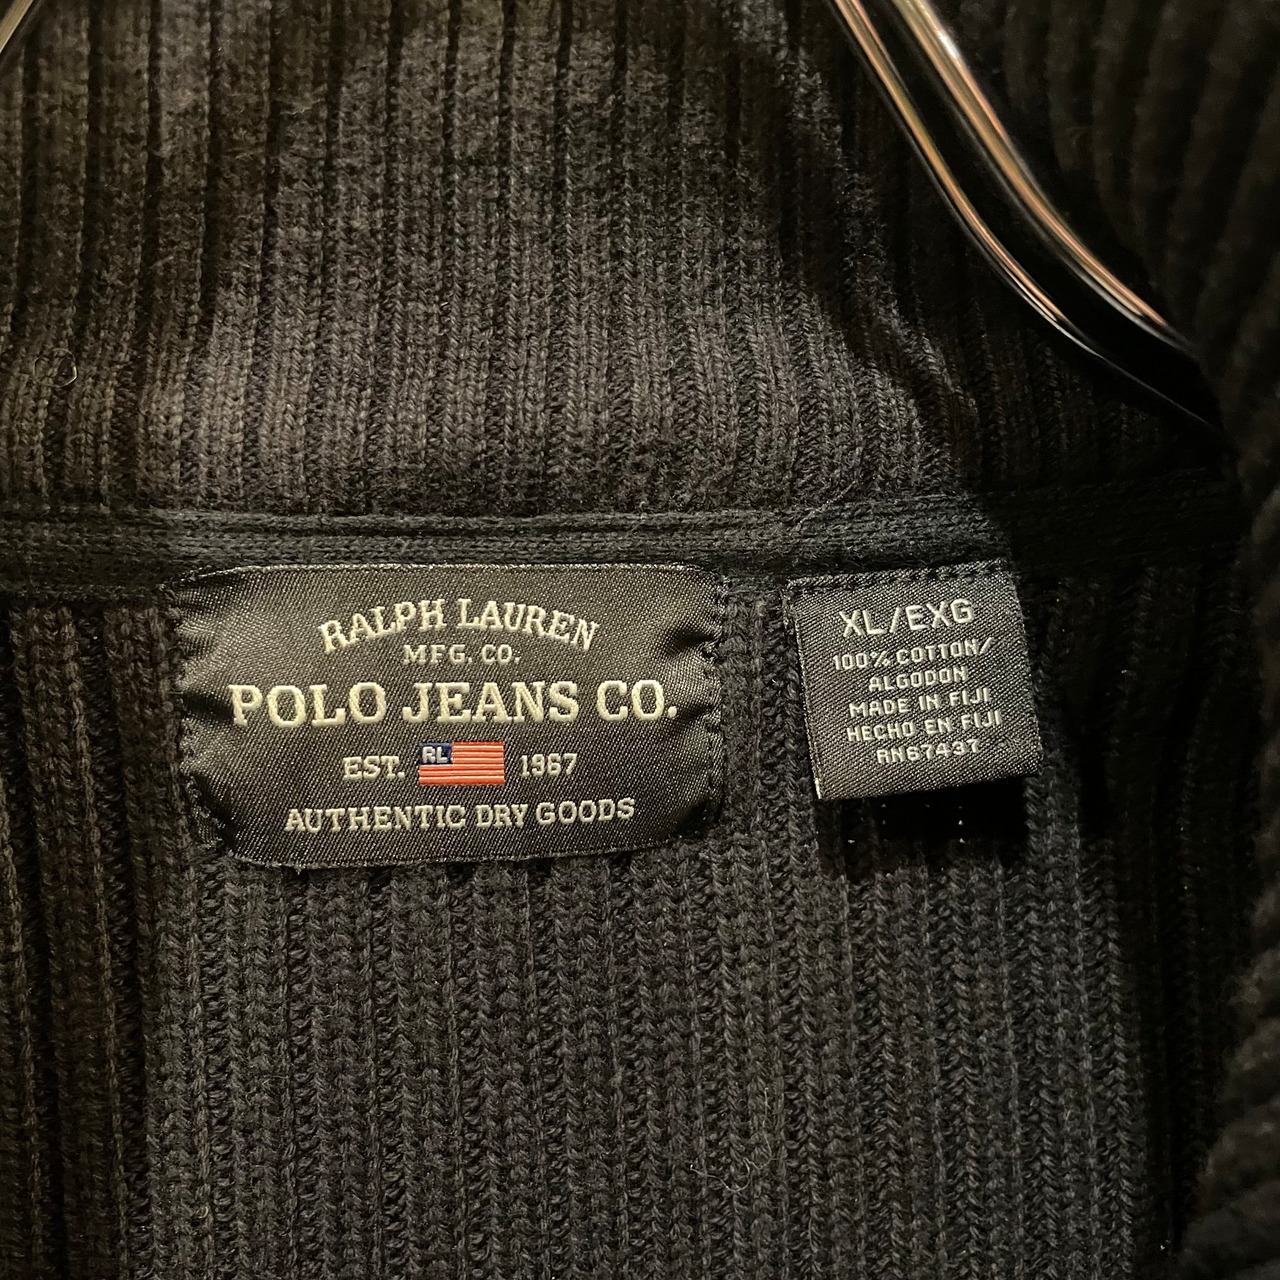 RALPH LAUREN
MFG. CO.
POLO JEANS CO.
EST. RL 1967
AUTHENTIC DRY GOODS
XL/EXG
100% COTTON/
ALGODON
MADE IN FIJI
HECHO EN FIJI
RN67437